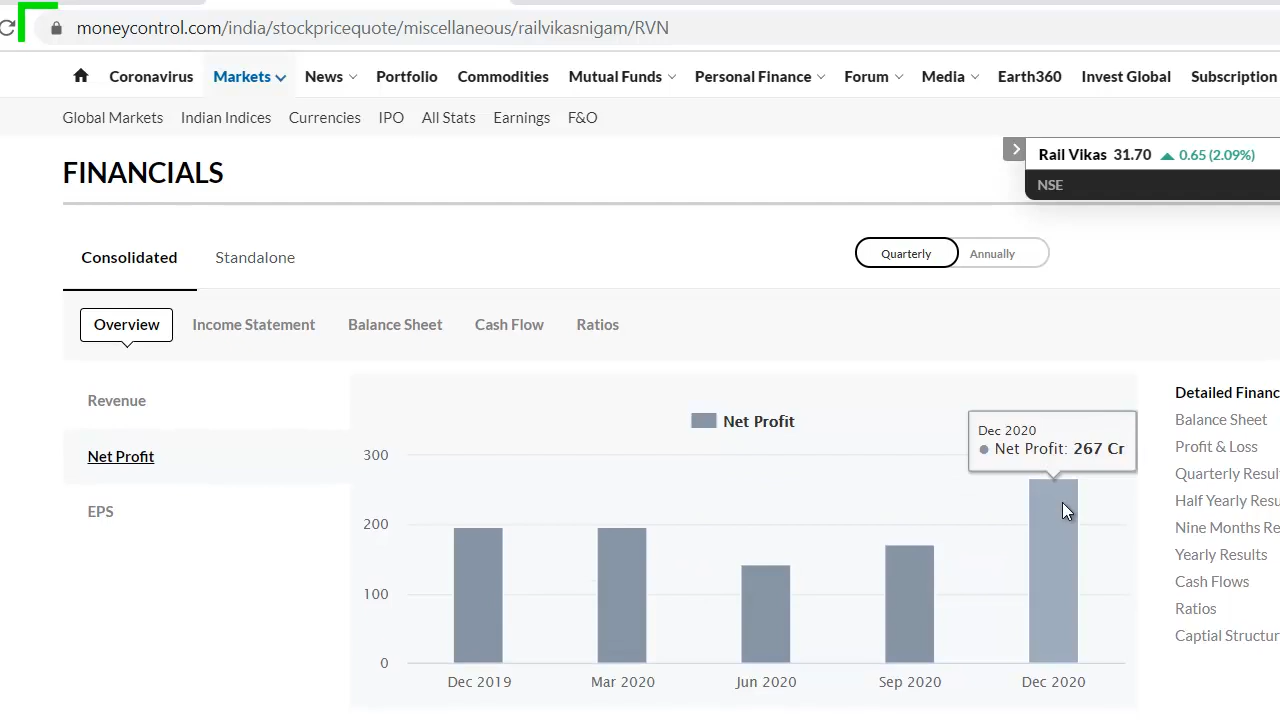 moneycontrol.com/india/stockpricequote/miscellaneous/railvikasnigam/RVN
Coronavirus Markets News Portfolio Commodities Mutual Funds Personal Finance Forum Media Earth360 Invest Global Subscription
Global Markets Indian Indices Currencies IPO All Stats Earnings F&O
FINANCIALS
Rail Vikas 31.70 0.65 (2.09%)
NSE
Consolidated Standalone
Quarterly Annually
Overview Income Statement Balance Sheet Cash Flow Ratios
Revenue
Net Profit
EPS
Net Profit
Dec 2020
Net Profit: 267 Cr
300
200
100
0
Dec 2019 Mar 2020 Jun 2020 Sep 2020 Dec 2020
Detailed Financ
Balance Sheet
Profit & Loss
Quarterly Resul
Half Yearly Resu
Nine Months Re
Yearly Results
Cash Flows
Ratios
Captial Structur